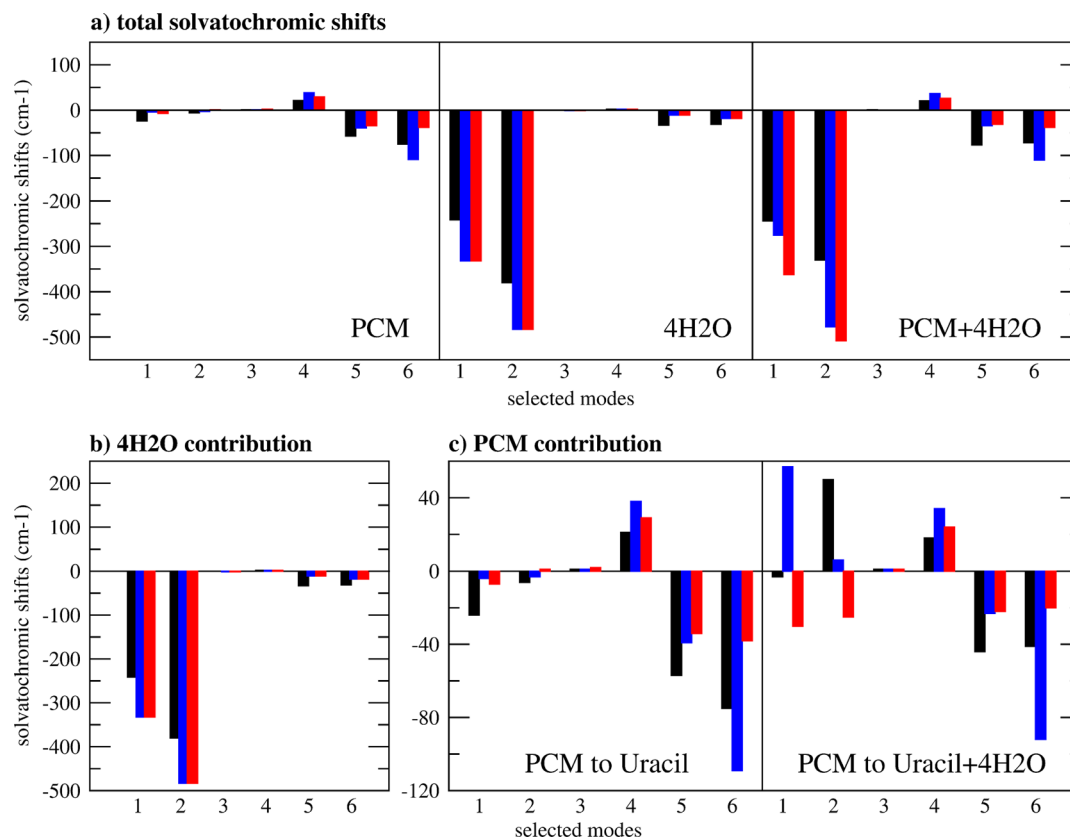 a) total solvatochromic shifts
solvatochromic shifts (cm-1)
100
0
-100
-200
-300
-400
-500
PCM
4H2O
PCM+4H2O
1 2 3 4 5 6
1 2 3 4 5 6
1 2 3 4 5 6
selected modes
b) 4H2O contribution
solvatochromic shifts (cm-1)
200
100
0
-100
-200
-300
-400
-500
1 2 3 4 5 6
c) PCM contribution
40
0
-40
-80
-120
PCM to Uracil
PCM to Uracil+4H2O
1 2 3 4 5 6
1 2 3 4 5 6
selected modes